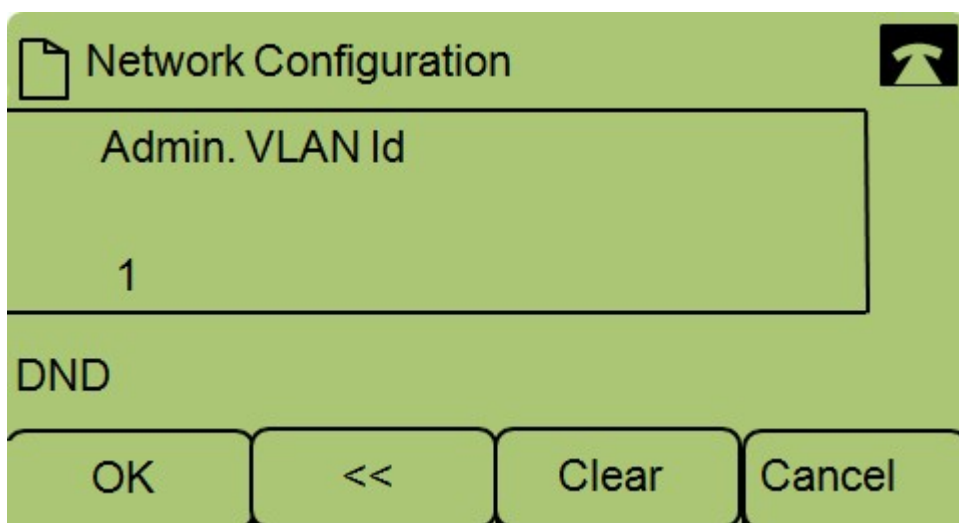 Network Configuration
Admin. VLAN Id
1
DND
OK << Clear Cancel